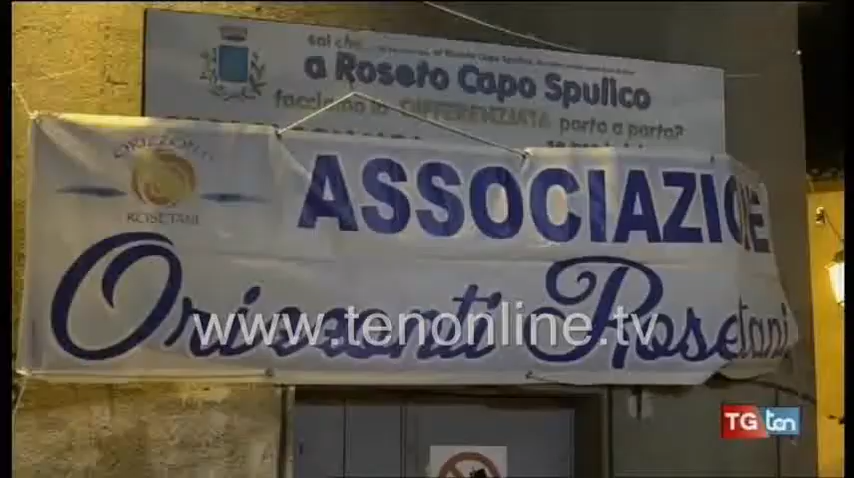 sai che...
a Roseto Capo Spulico
facciamo la DIFFERENZIATA porta a porta?
ORIZZONTI
ROSETANI
ASSOCIAZIONE
Orizzonti Rosetani
www.tenonline.tv
TG ten